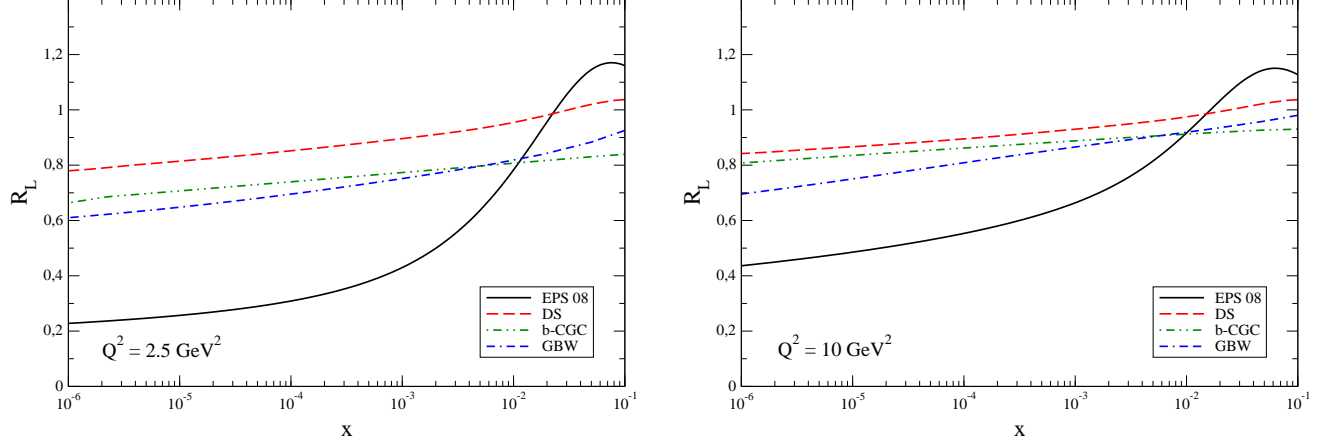 1,2
1
0,8
0,6
0,4
0,2
0
R_L
EPS 08
DS
b-CGC
GBW
Q^2 = 2.5 GeV^2
10^-6 10^-5 10^-4 10^-3 10^-2 10^-1
x
1,2
1
0,8
0,6
0,4
0,2
0
R_L
EPS 08
DS
b-CGC
GBW
Q^2 = 10 GeV^2
10^-6 10^-5 10^-4 10^-3 10^-2 10^-1
x